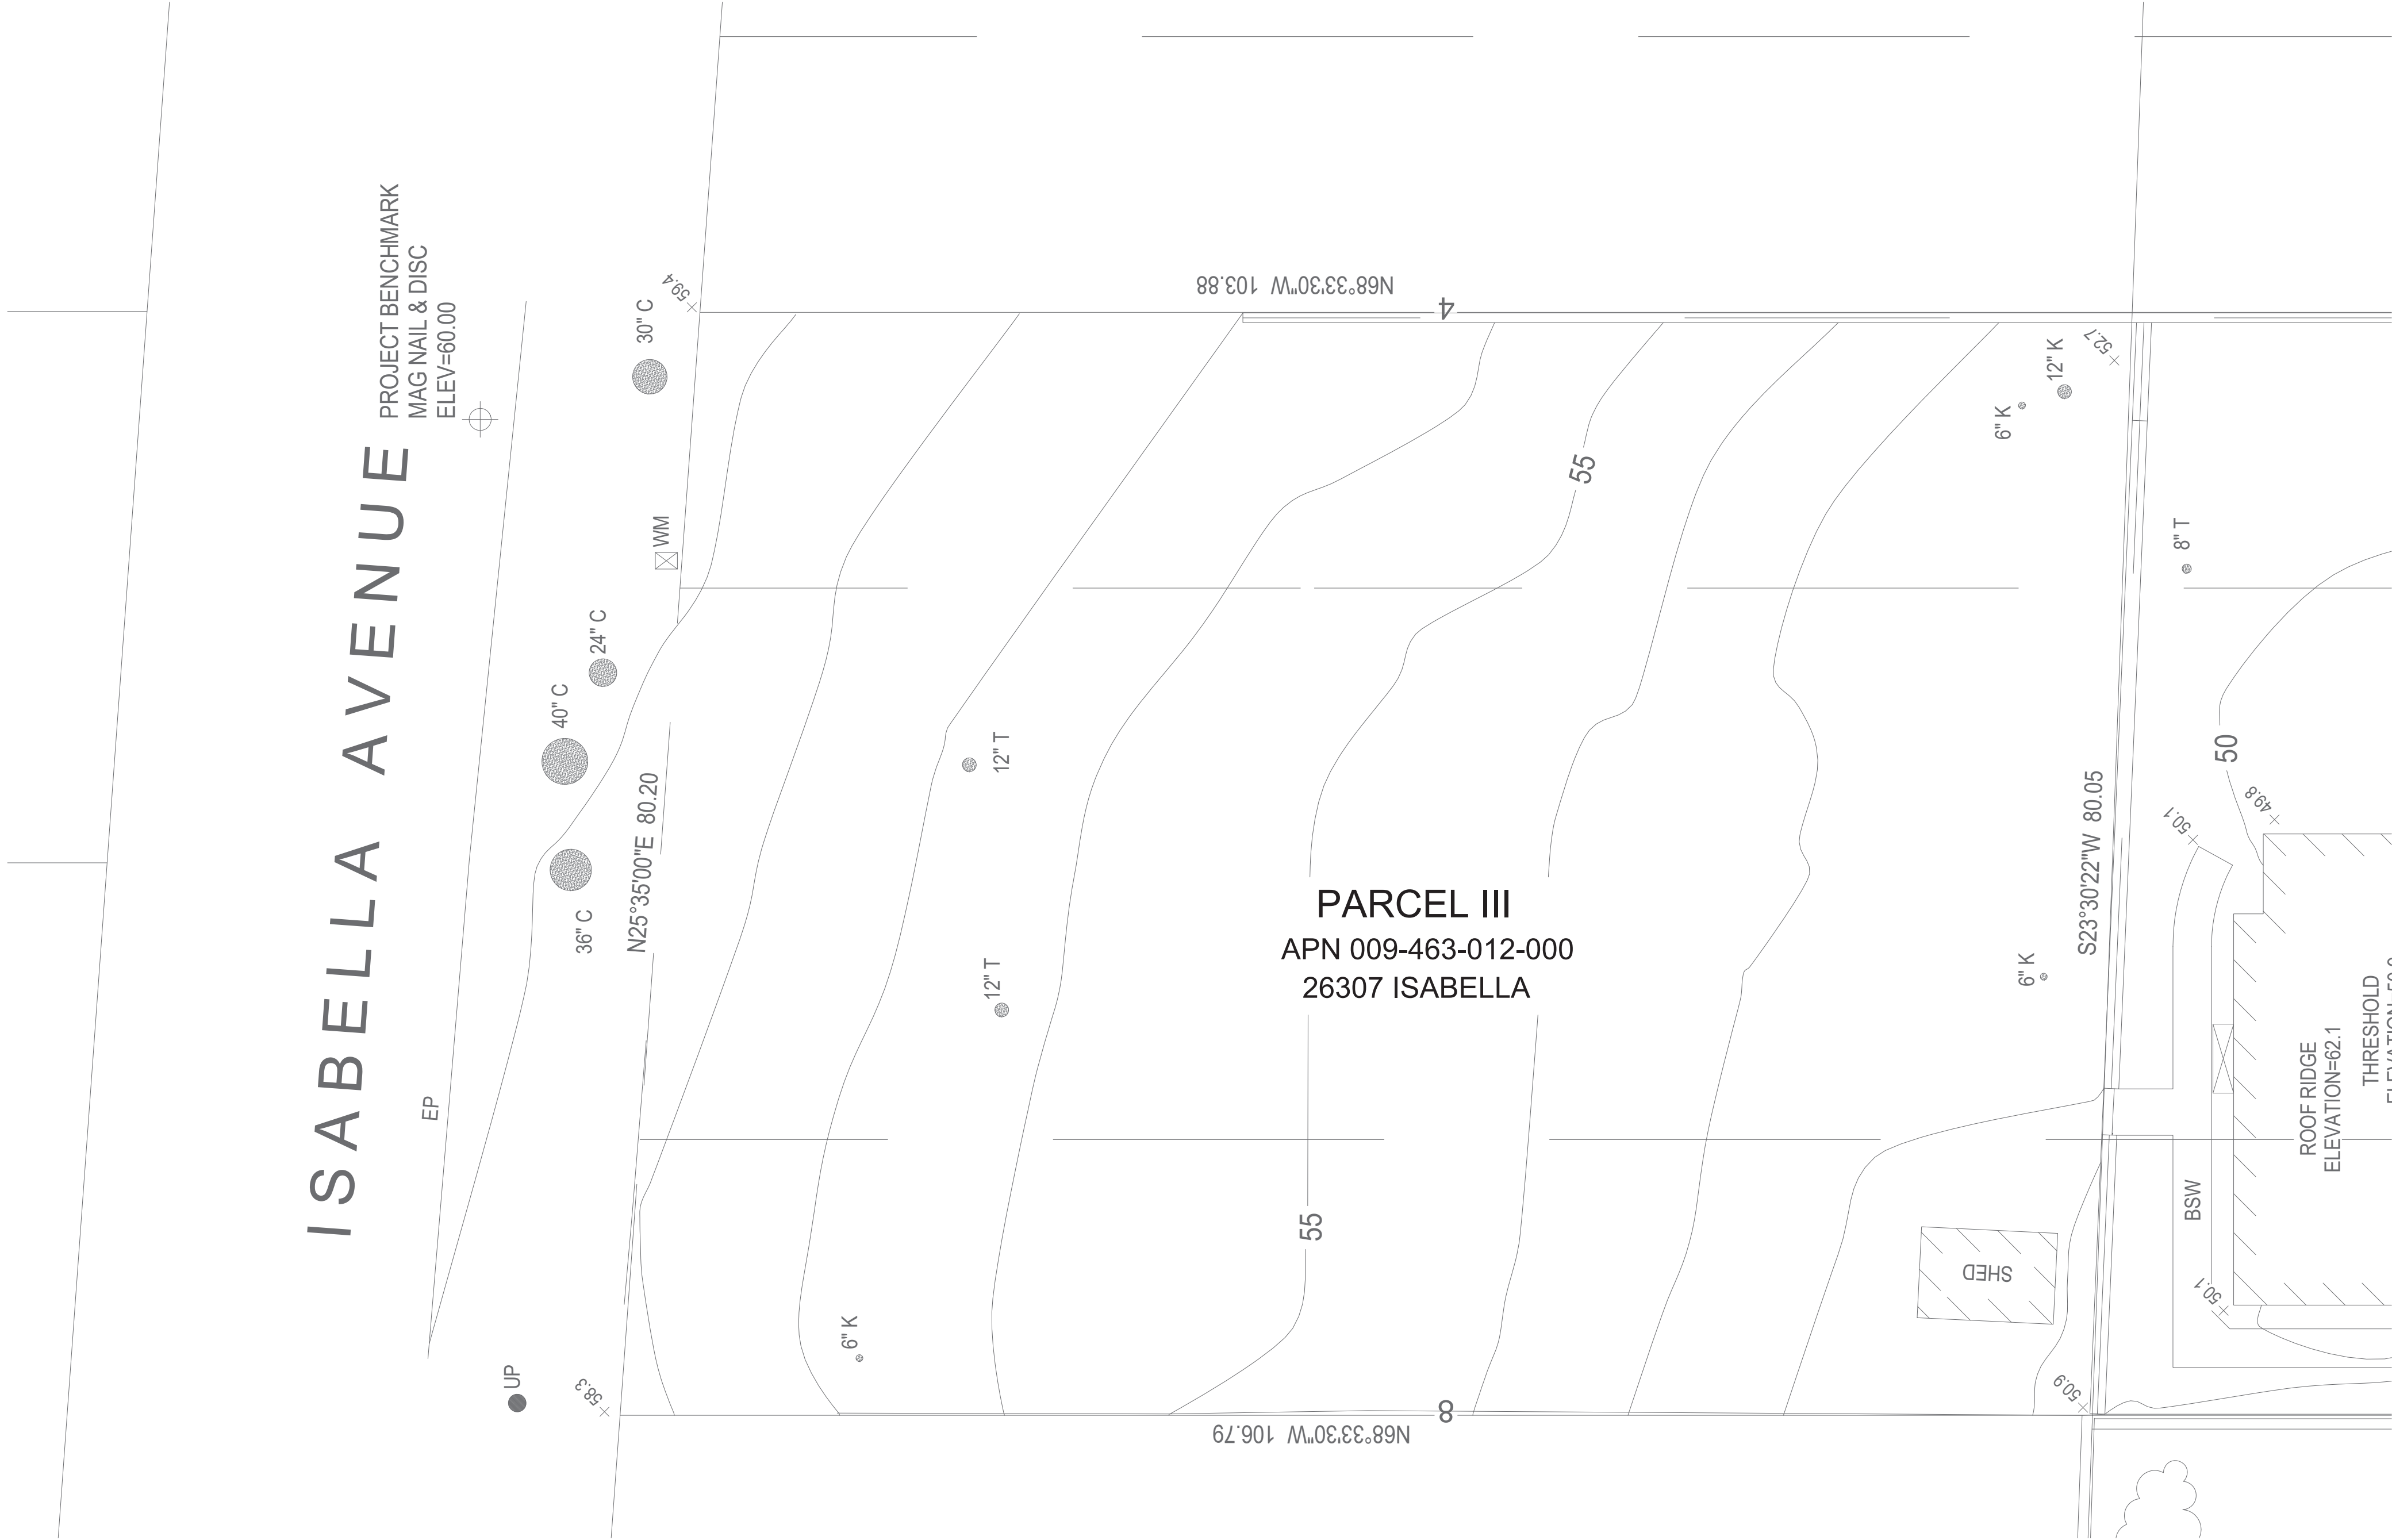 ISABELLA AVENUE
PROJECT BENCHMARK
MAG NAIL & DISC
ELEV=60.00
EP
UP
58.3
59.4
30" C
WM
24" C
40" C
36" C
N25°35'00"E 80.20
N68°33'30"W 103.88
4
12" T
12" T
6" K
55
55
PARCEL III
APN 009-463-012-000
26307 ISABELLA
N68°33'30"W 106.79
8
6" K
12" K
52.7
6" K
SHED
50.9
S23°30'22"W 80.05
8" T
50
50.1
49.8
BSW
50.1
ROOF RIDGE
ELEVATION=62.1
THRESHOLD